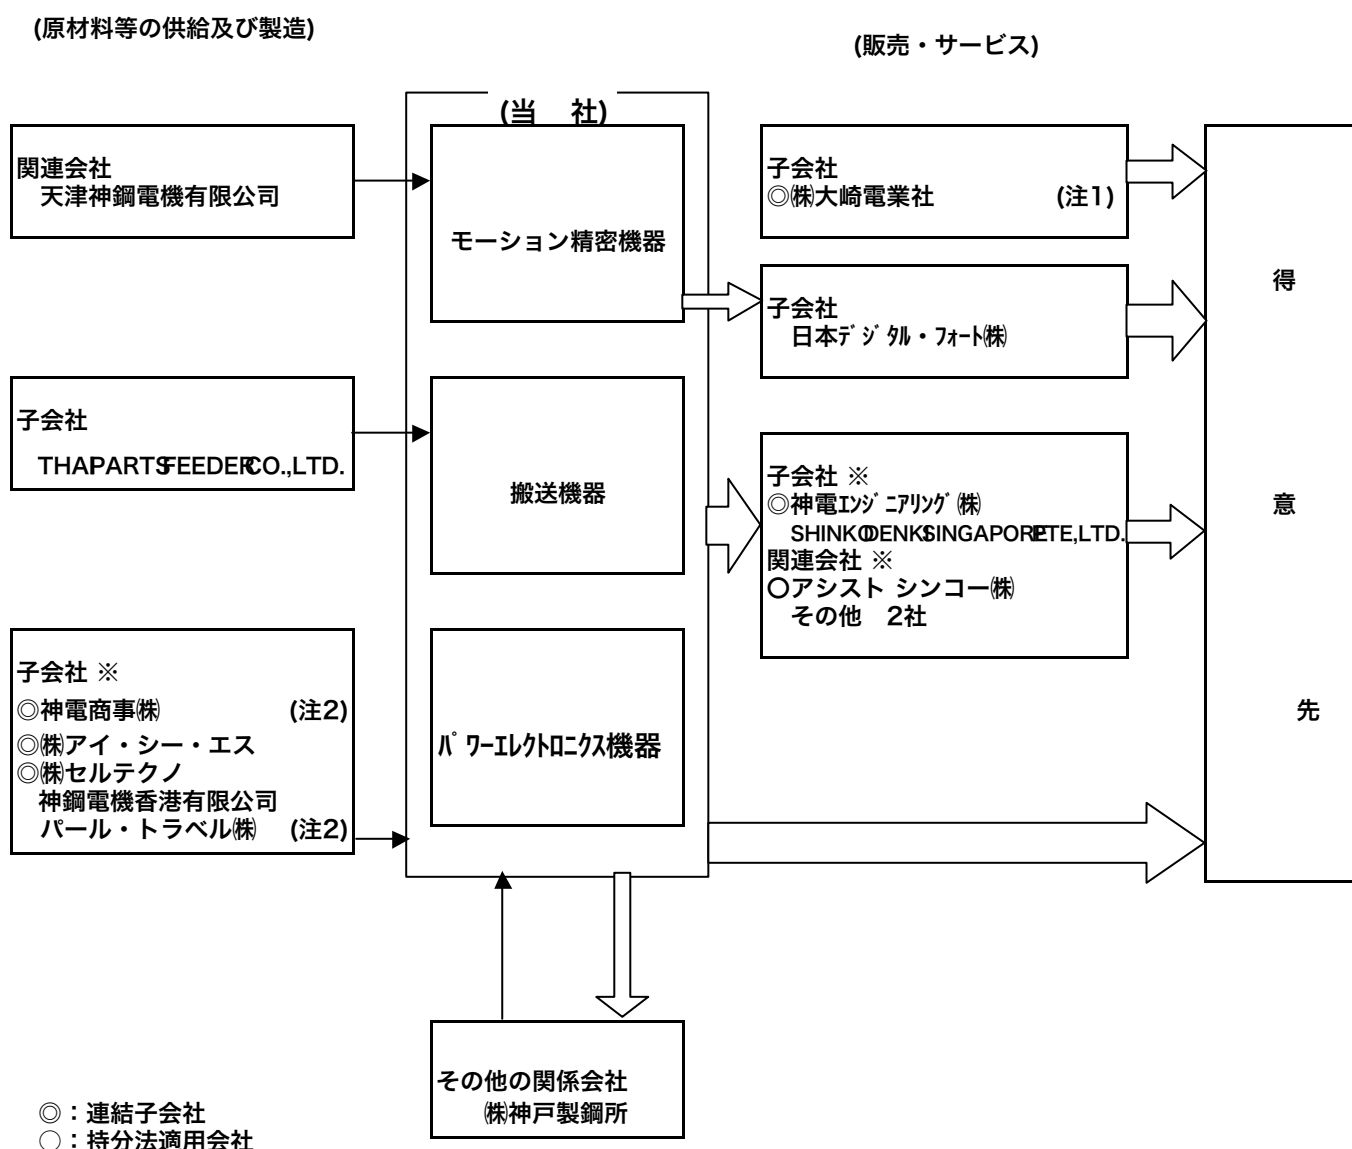 (原材料等の供給及び製造)
(販売・サービス)
(当 社)
関連会社
天津神鋼電機有限公司
モーション精密機器
子会社
◎㈱大崎電業社 (注1)
子会社
日本ﾃﾞｼﾞﾀﾙ・ﾌｫｰﾄ㈱
子会社
THAIPARTSFEEDERCO.,LTD.
搬送機器
子会社 ※
◎神電ｴﾝｼﾞﾆｱﾘﾝｸﾞ㈱
SHINKODENKISINGAPOREPTE,LTD.
関連会社 ※
○アシスト シンコー㈱
その他 2社
子会社 ※
◎神電商事㈱ (注2)
◎㈱アイ・シー・エス
◎㈱セルテクノ
神鋼電機香港有限公司
パール・トラベル㈱ (注2)
ﾊﾟﾜｰｴﾚｸﾄﾛﾆｸｽ機器
得
意
先
その他の関係会社
㈱神戸製鋼所
◎：連結子会社
○：持分法適用会社